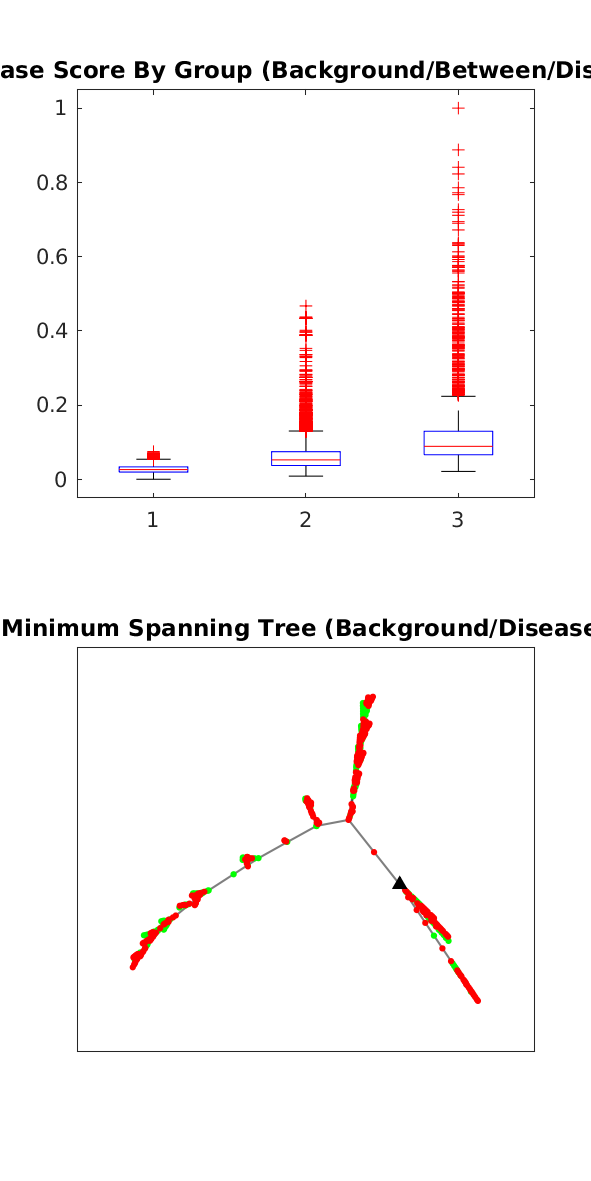 ase Score By Group (Background/Between/Dis
1
0.8
0.6
0.4
0.2
0
1 2 3
Minimum Spanning Tree (Background/Disease